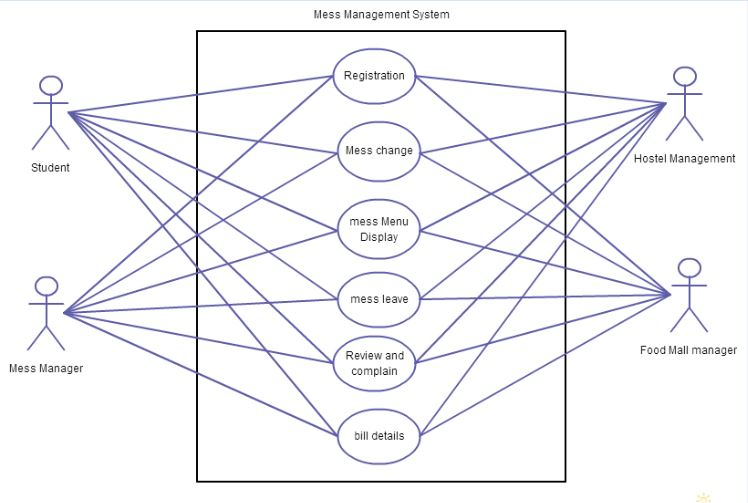 Mess Management System
Registration
Student
Mess change
Hostel Management
mess Menu
Display
mess leave
Mess Manager
Review and
complain
Food Mall manager
bill details